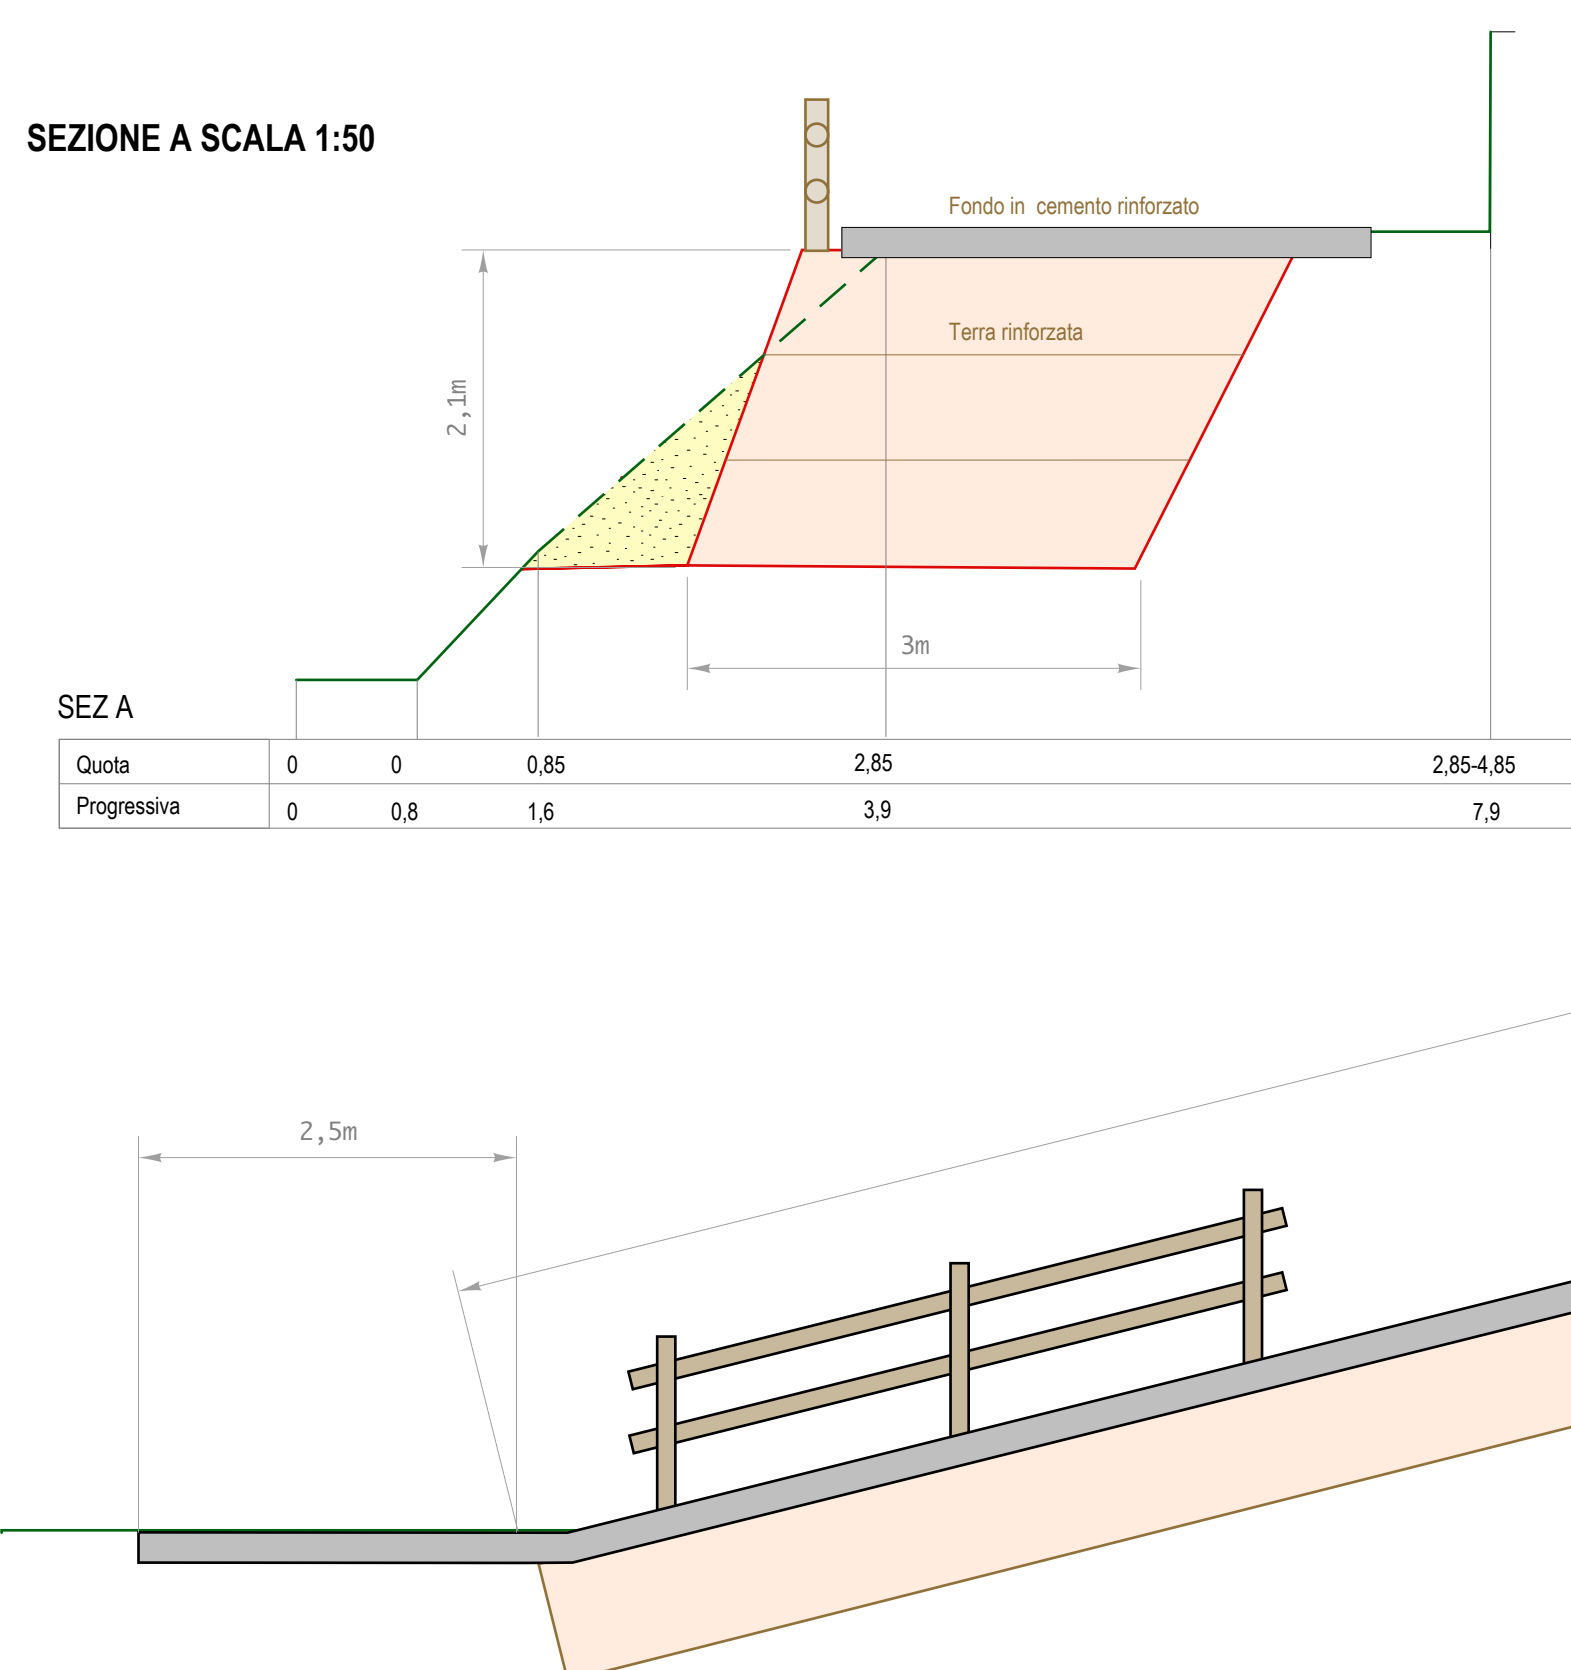 SEZIONE A SCALA 1:50
Fondo in cemento rinforzato
Terra rinforzata
2,1m
3m
SEZ A
Quota 0 0 0,85 2,85 2,85-4,85
Progressiva 0 0,8 1,6 3,9 7,9
2,5m